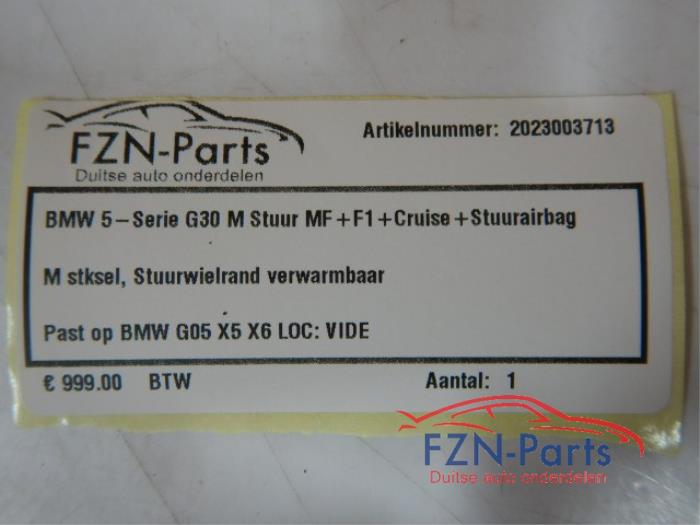 FZN-Parts
Duitse auto onderdelen
Artikelnummer: 2023003713
BMW 5-Serie G30 M Stuur MF+F1+Cruise+Stuurairbag
M stksel, Stuurwielrand verwarmbaar
Past op BMW G05 X5 X6 LOC: VIDE
€ 999.00 BTW
Aantal: 1
FZN-Parts
Duitse auto onderdelen